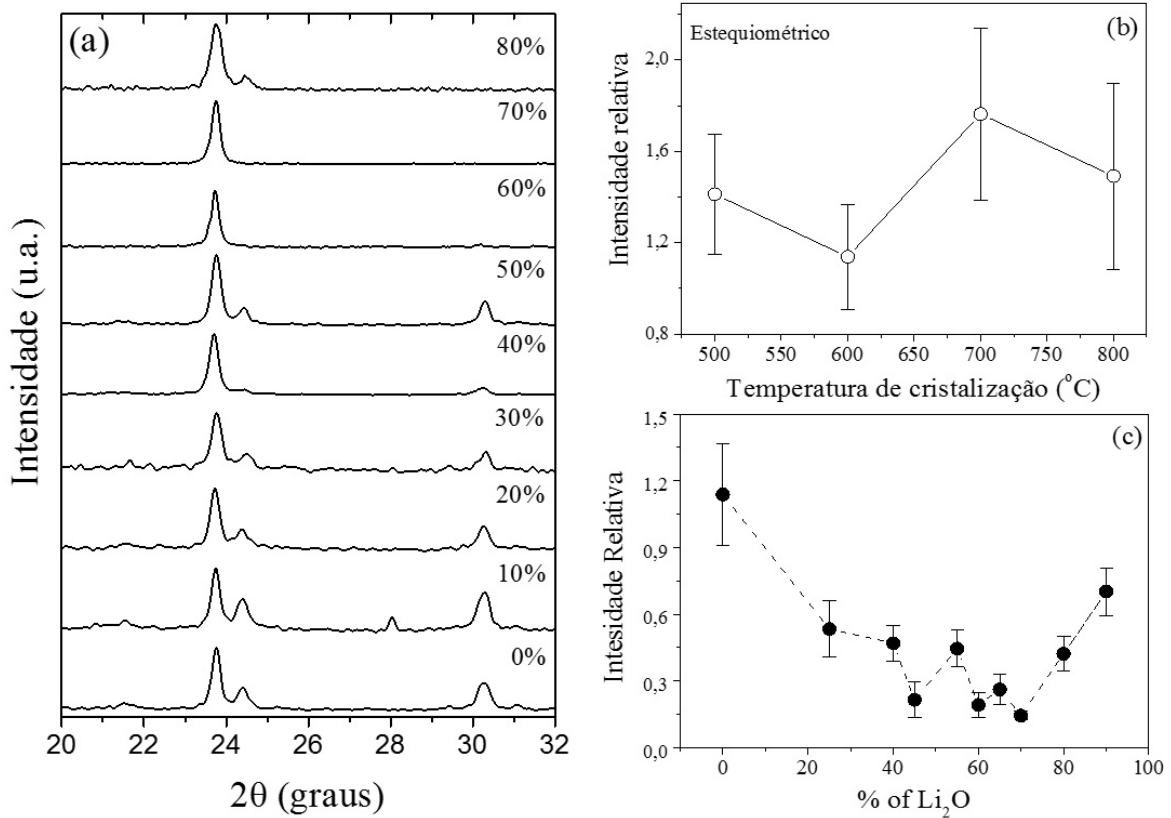 (a)
80%
70%
60%
50%
40%
30%
20%
10%
0%
Intensidade (u.a.)
20 22 24 26 28 30 32
2θ (graus)
(b)
Estequiométrico
Intensidade relativa
2,0
1,6
1,2
0,8
500 550 600 650 700 750 800
Temperatura de cristalização (°C)
(c)
Intesidade Relativa
1,5
1,2
0,9
0,6
0,3
0,0
0 20 40 60 80 100
% of Li₂O